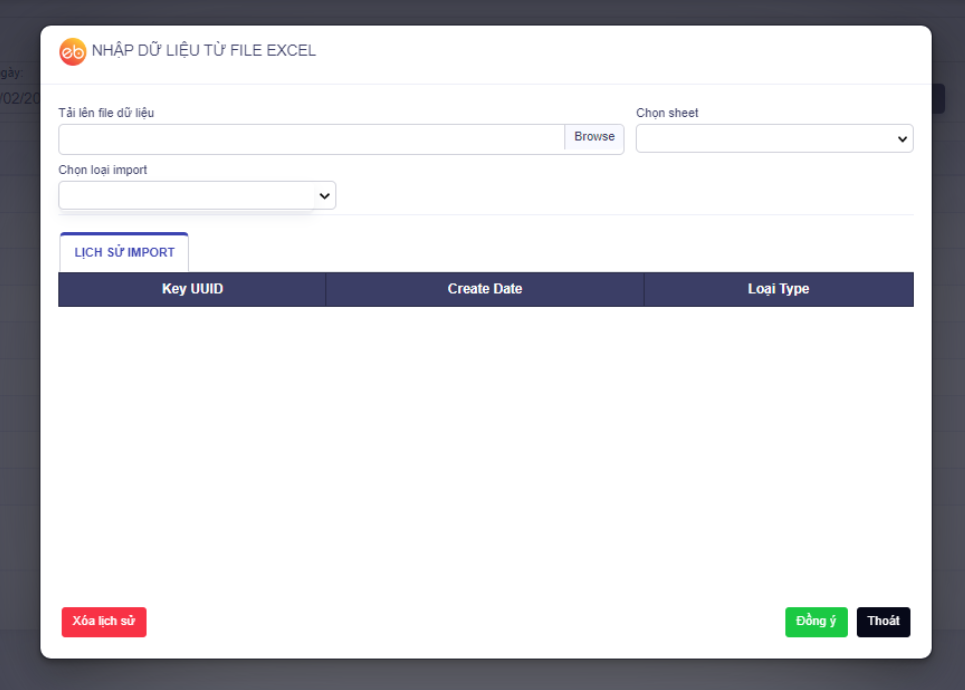 eb NHẬP DỮ LIỆU TỪ FILE EXCEL
gày:
/02/20
Tải lên file dữ liệu
Chọn sheet
Browse
Chọn loại import
LỊCH SỬ IMPORT
Key UUID
Create Date
Loại Type
Xóa lịch sử
Đồng ý
Thoát